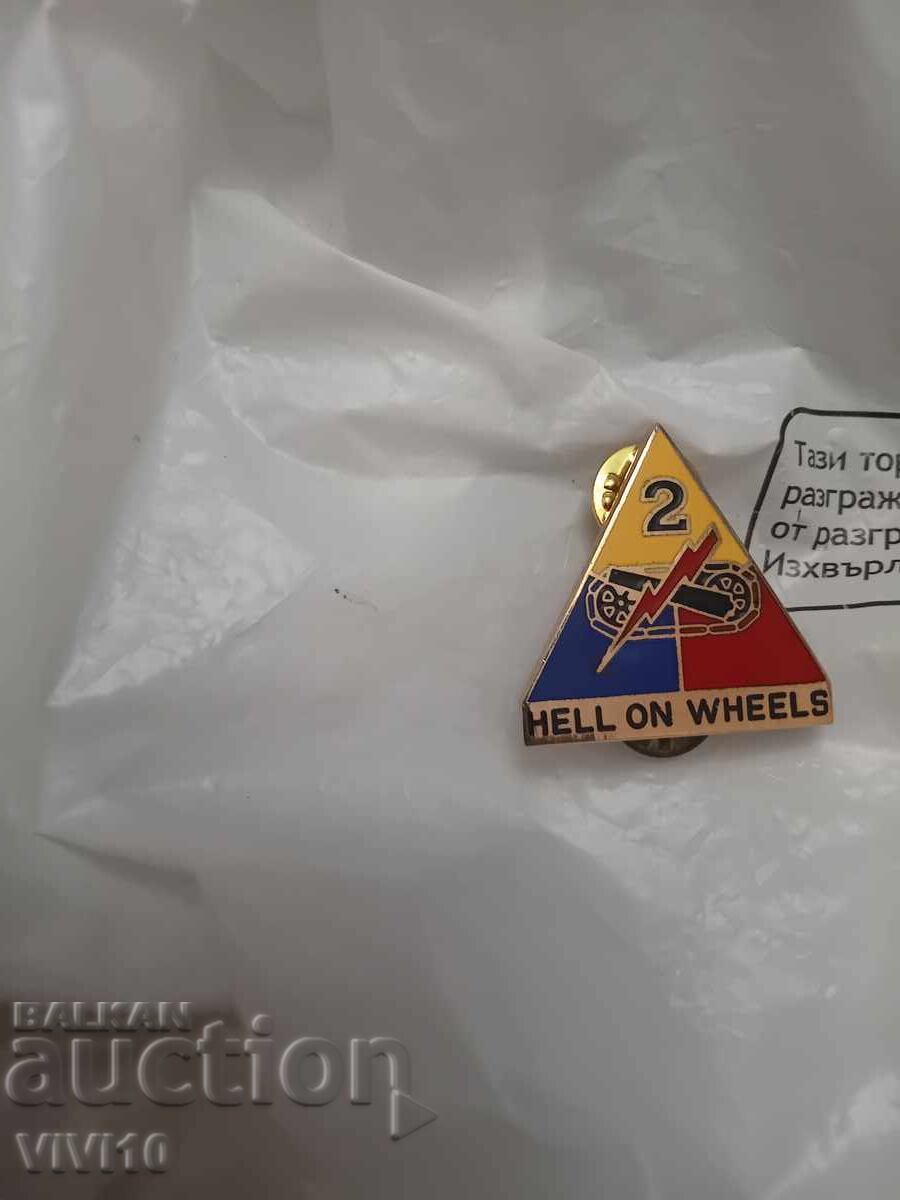 2
HELL ON WHEELS
Тази тор
разграж
от разгр
Изхвърл
BALKAN
auction
VIVI10